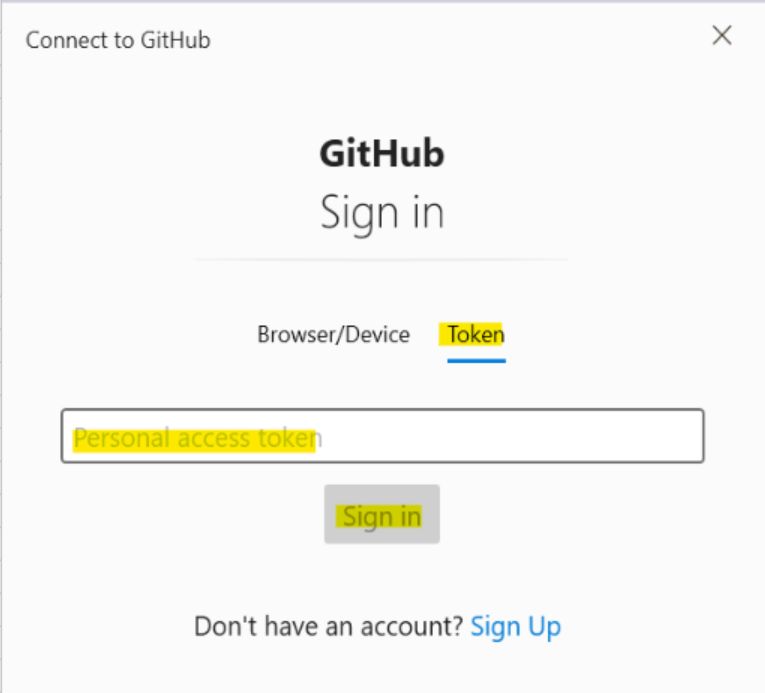 Connect to GitHub
GitHub
Sign in
Browser/Device Token
Personal access token
Sign in
Don't have an account? Sign Up